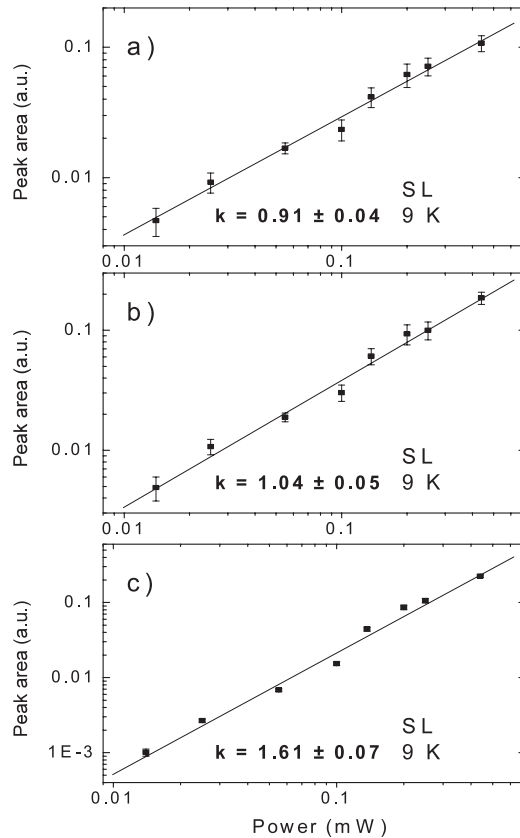 a)
0.1
0.01
Peak area (a.u.)
SL
k = 0.91 ± 0.04 9 K
0.01 0.1
b)
0.1
0.01
Peak area (a.u.)
SL
k = 1.04 ± 0.05 9 K
0.01 0.1
c)
0.1
0.01
1E-3
Peak area (a.u.)
SL
k = 1.61 ± 0.07 9 K
0.01 0.1
Power (mW)